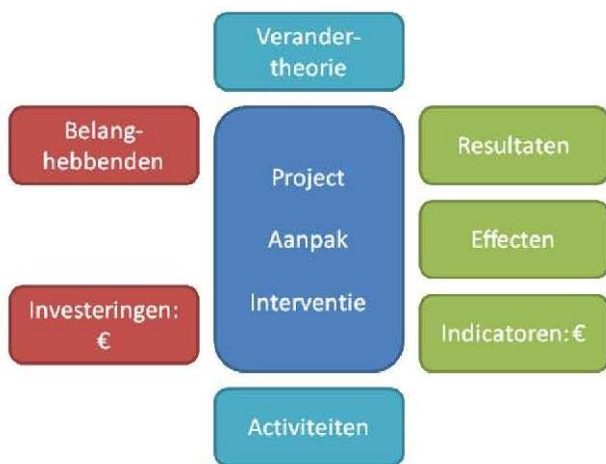 Verander-
theorie
Belang-
hebbenden
Project
Aanpak
Interventie
Resultaten
Effecten
Investeringen:
€
Indicatoren: €
Activiteiten